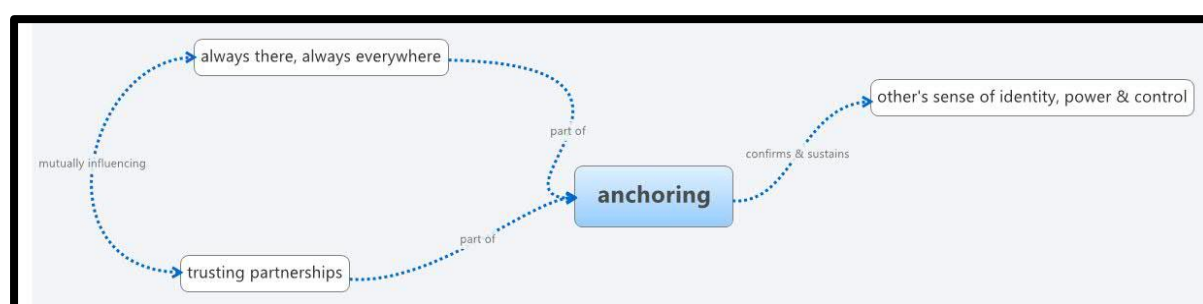 always there, always everywhere
other's sense of identity, power & control
part of
confirms & sustains
mutually influencing
anchoring
part of
trusting partnerships